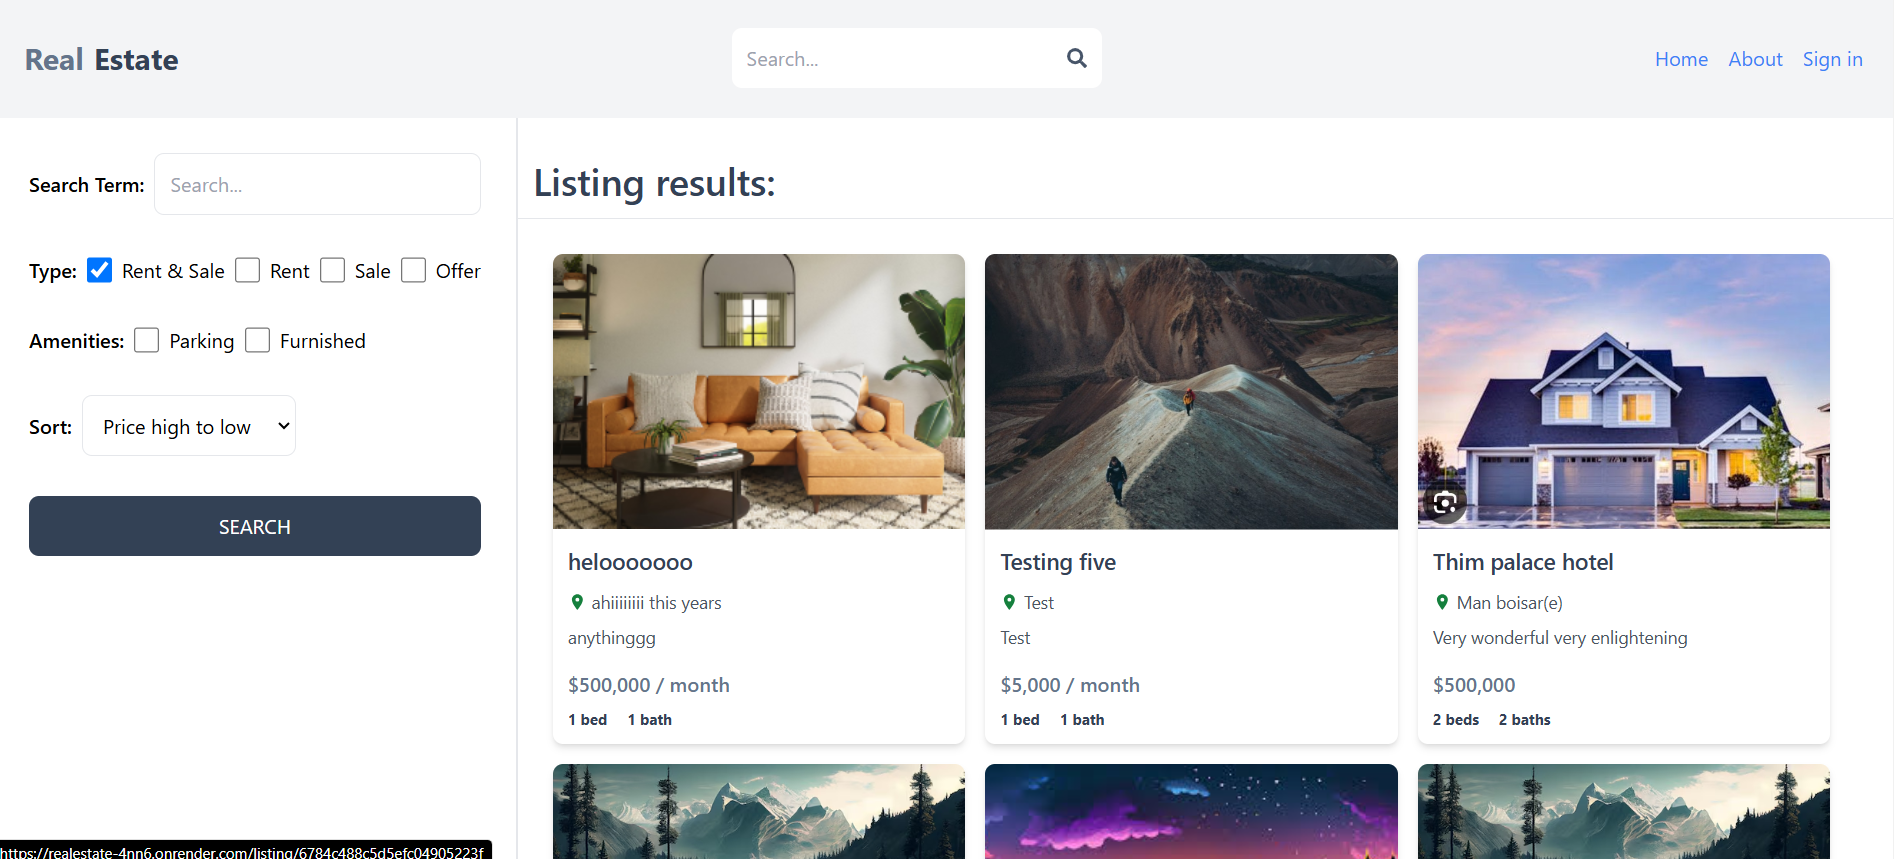 Real Estate
Search...
Home About Sign in
Search Term: Search...
Type: Rent & Sale Rent Sale Offer
Amenities: Parking Furnished
Sort: Price high to low
SEARCH
Listing results:
helooooooo
ahiiiiiiii this years
anythinggg
$500,000 / month
1 bed 1 bath
Testing five
Test
Test
$5,000 / month
1 bed 1 bath
Thim palace hotel
Man boisar(e)
Very wonderful very enlightening
$500,000
2 beds 2 baths
https://realestate-4nn6.onrender.com/listing/6784c488c5d5efc04905223f